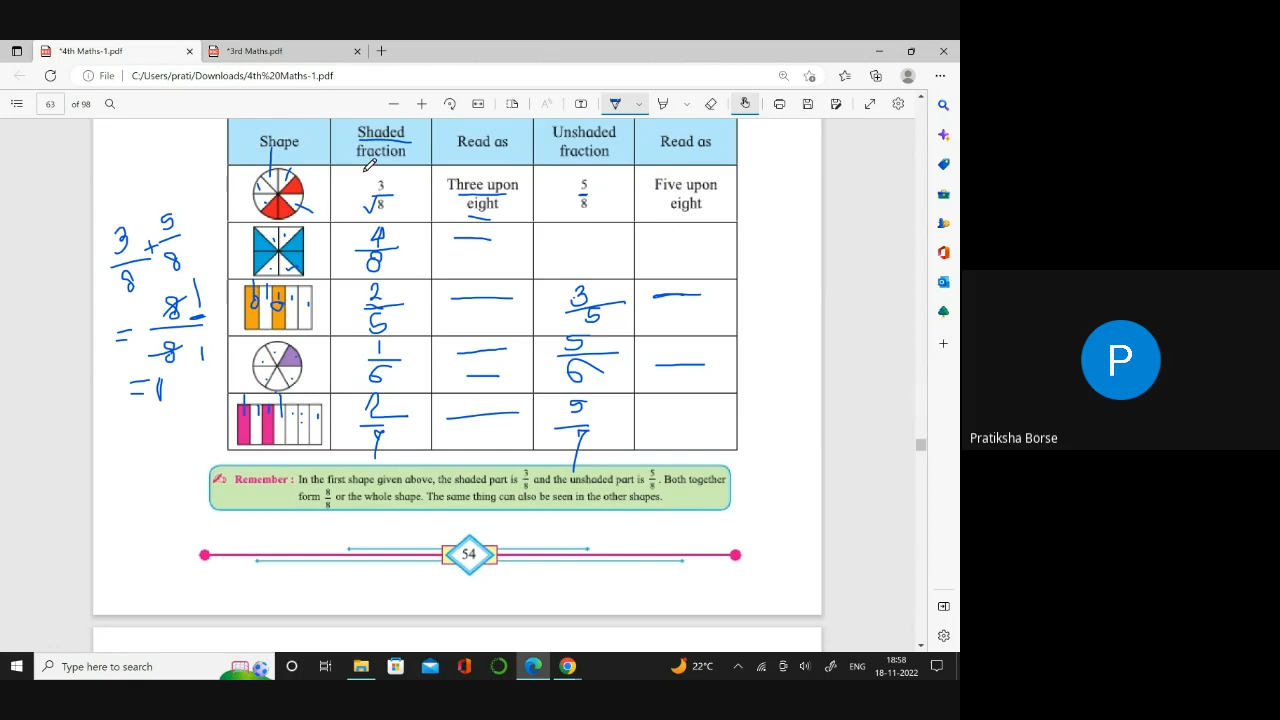 *4th Maths-1.pdf
*3rd Maths.pdf
File
C:/Users/prati/Downloads/4th%20Maths-1.pdf
63 of 98
Shape Shaded fraction Read as Unshaded fraction Read as
3/8 Three upon eight 5/8 Five upon eight
4/8
2/5 3/5
1/6 5/6
2/7 5/7
3/8 + 5/8
= 8/8 1 1
= 1
Remember : In the first shape given above, the shaded part is 3/8 and the unshaded part is 5/8 . Both together
form 8/8 or the whole shape. The same thing can also be seen in the other shapes.
54
P
Pratiksha Borse
Type here to search
22°C
ENG
18:58
18-11-2022